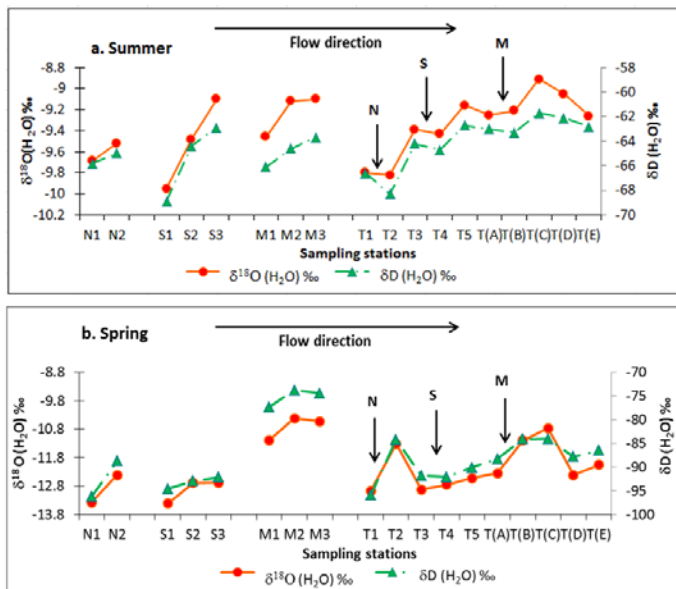 a. Summer
Flow direction
M
S
N
-8.8
-9
-9.2
-9.4
-9.6
-9.8
-10
-10.2
δ¹⁸O(H₂O) ‰
-58
-60
-62
-64
-66
-68
-70
δD (H₂O) ‰
N1 N2 S1 S2 S3 M1 M2 M3 T1 T2 T3 T4 T5 T(A) T(B) T(C) T(D) T(E)
Sampling stations
δ¹⁸O (H₂O) ‰ δD (H₂O) ‰
b. Spring
Flow direction
N
S
M
-8.8
-9.8
-10.8
-11.8
-12.8
-13.8
δ¹⁸O (H₂O) ‰
-70
-75
-80
-85
-90
-95
-100
δD (H₂O) ‰
N1 N2 S1 S2 S3 M1 M2 M3 T1 T2 T3 T4 T5 T(A) T(B) T(C) T(D) T(E)
Sampling stations
δ¹⁸O (H₂O) ‰ δD (H₂O) ‰